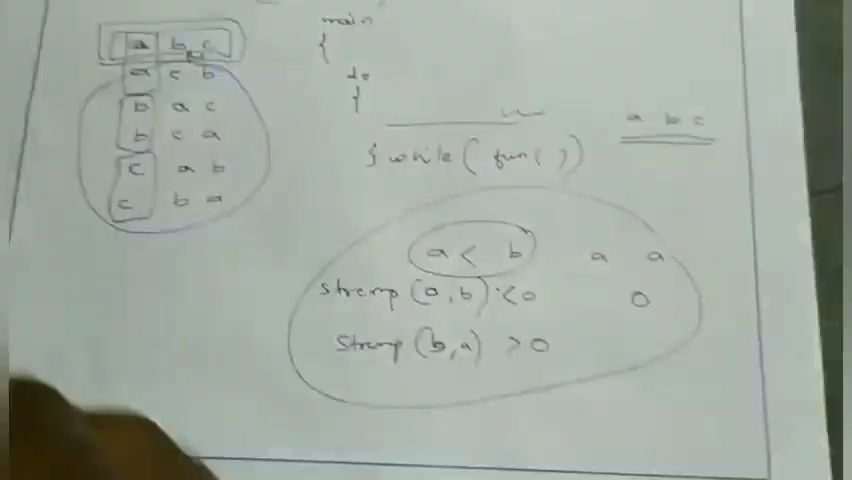 a b c
a c b
b a c
b c a
c a b
c b a
main
{
do
{
} while ( fun( ) )
a b c
a < b a a
strcmp (a, b) < 0 0
strcmp (b, a) > 0